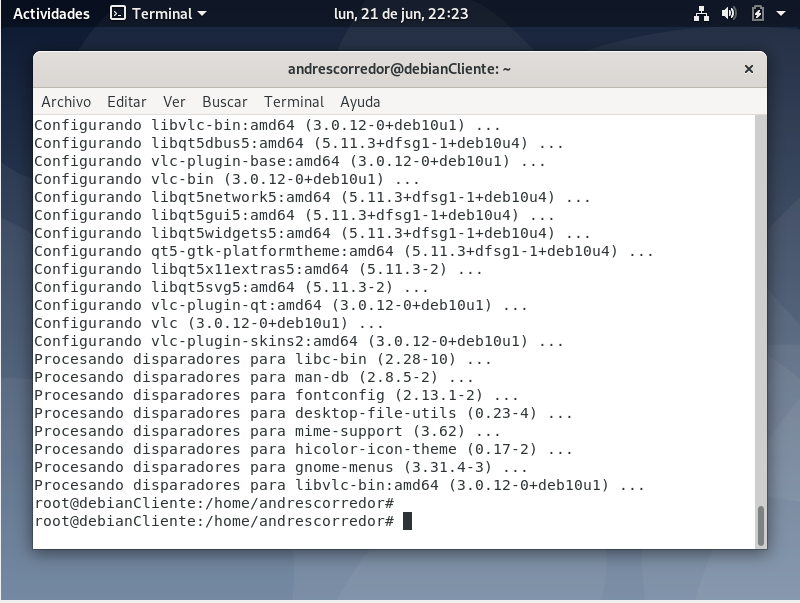 Actividades Terminal lun, 21 de jun, 22:23
andrescorredor@debianCliente: ~
Archivo Editar Ver Buscar Terminal Ayuda
Configurando libvlc-bin:amd64 (3.0.12-0+deb10u1) ...
Configurando libqt5dbus5:amd64 (5.11.3+dfsg1-1+deb10u4) ...
Configurando vlc-plugin-base:amd64 (3.0.12-0+deb10u1) ...
Configurando vlc-bin (3.0.12-0+deb10u1) ...
Configurando libqt5network5:amd64 (5.11.3+dfsg1-1+deb10u4) ...
Configurando libqt5gui5:amd64 (5.11.3+dfsg1-1+deb10u4) ...
Configurando libqt5widgets5:amd64 (5.11.3+dfsg1-1+deb10u4) ...
Configurando qt5-gtk-platformtheme:amd64 (5.11.3+dfsg1-1+deb10u4) ...
Configurando libqt5x11extras5:amd64 (5.11.3-2) ...
Configurando libqt5svg5:amd64 (5.11.3-2) ...
Configurando vlc-plugin-qt:amd64 (3.0.12-0+deb10u1) ...
Configurando vlc (3.0.12-0+deb10u1) ...
Configurando vlc-plugin-skins2:amd64 (3.0.12-0+deb10u1) ...
Procesando disparadores para libc-bin (2.28-10) ...
Procesando disparadores para man-db (2.8.5-2) ...
Procesando disparadores para fontconfig (2.13.1-2) ...
Procesando disparadores para desktop-file-utils (0.23-4) ...
Procesando disparadores para mime-support (3.62) ...
Procesando disparadores para hicolor-icon-theme (0.17-2) ...
Procesando disparadores para gnome-menus (3.31.4-3) ...
Procesando disparadores para libvlc-bin:amd64 (3.0.12-0+deb10u1) ...
root@debianCliente:/home/andrescorredor#
root@debianCliente:/home/andrescorredor#